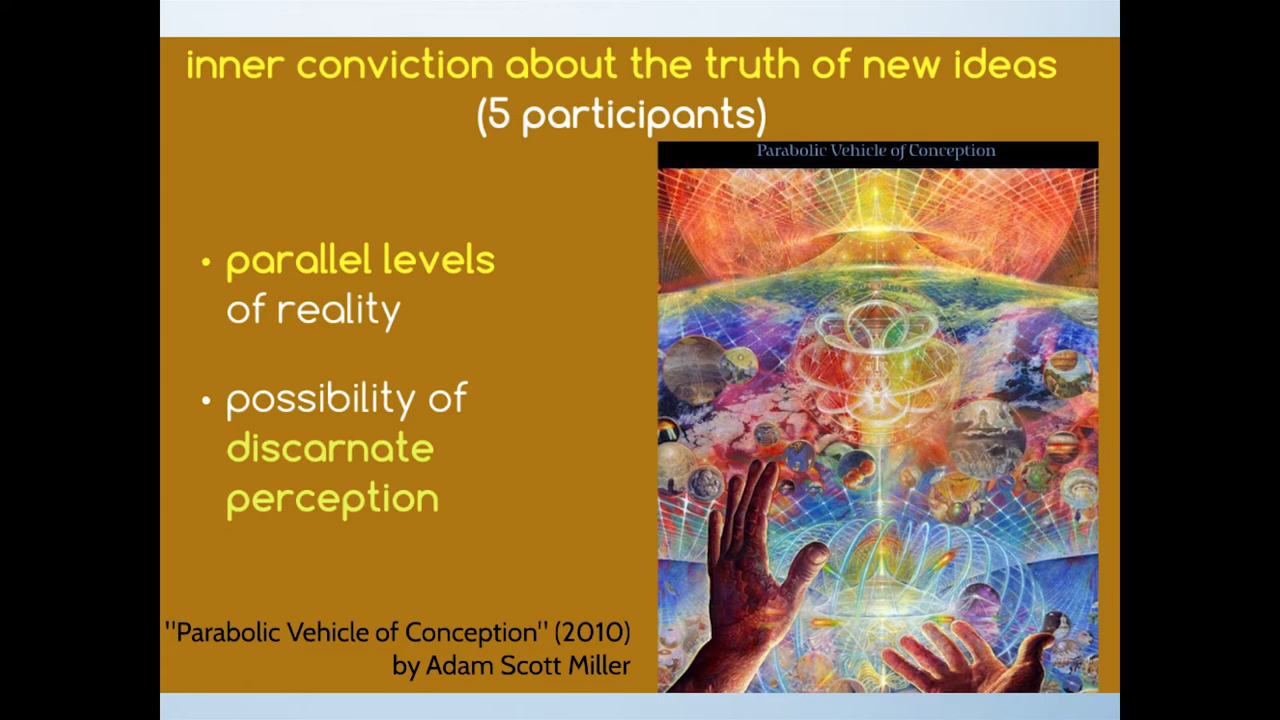 inner conviction about the truth of new ideas
(5 participants)
Parabolic Vehicle of Conception
• parallel levels
of reality
• possibility of
discarnate
perception
"Parabolic Vehicle of Conception" (2010)
by Adam Scott Miller